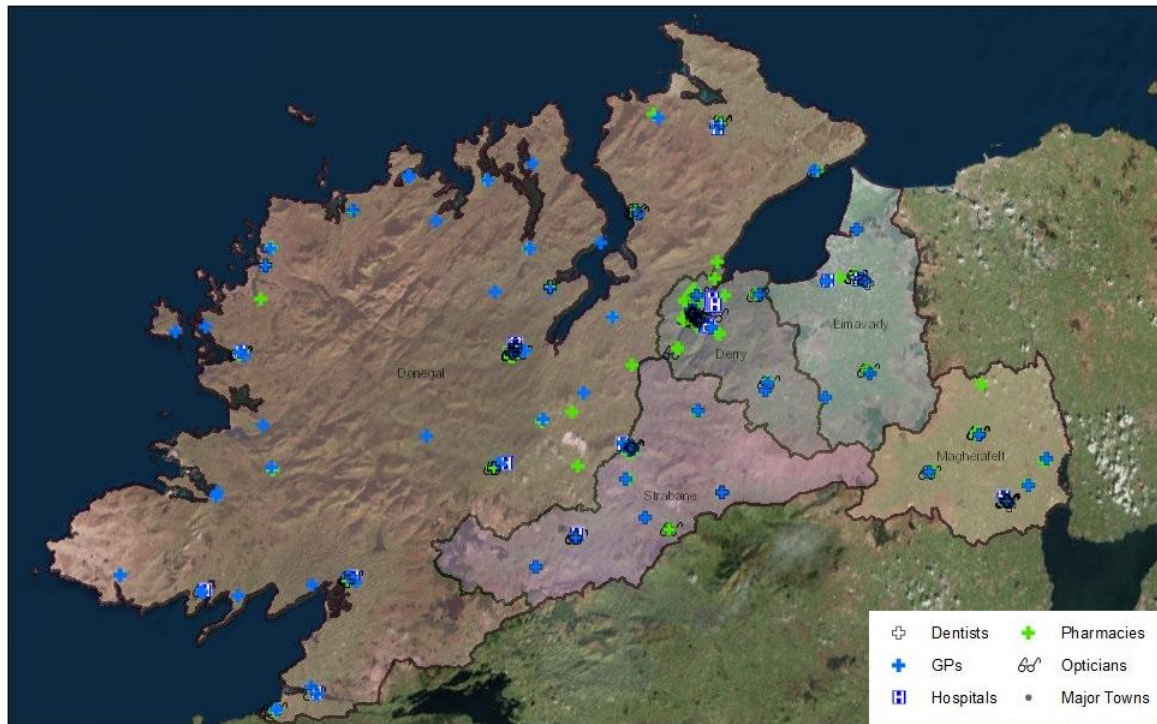 Limavady
Derry
Donegal
Magherafelt
Strabane
Dentists
Pharmacies
GPs
Opticians
Hospitals
Major Towns